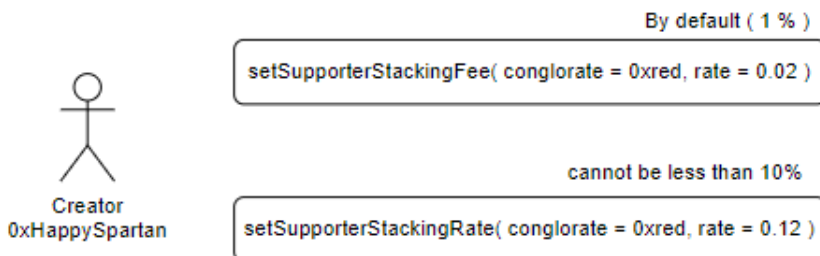 By default ( 1 % )
setSupporterStackingFee( conglorate = 0xred, rate = 0.02 )
cannot be less than 10%
Creator
0xHappySpartan
setSupporterStackingRate( conglorate = 0xred, rate = 0.12 )